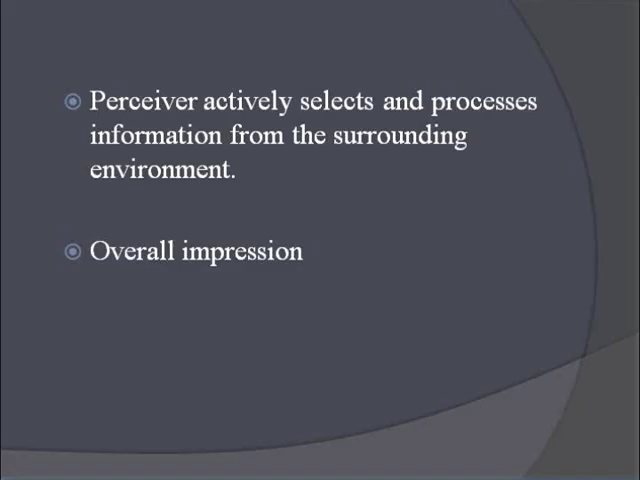 Perceiver actively selects and processes
information from the surrounding
environment.
Overall impression